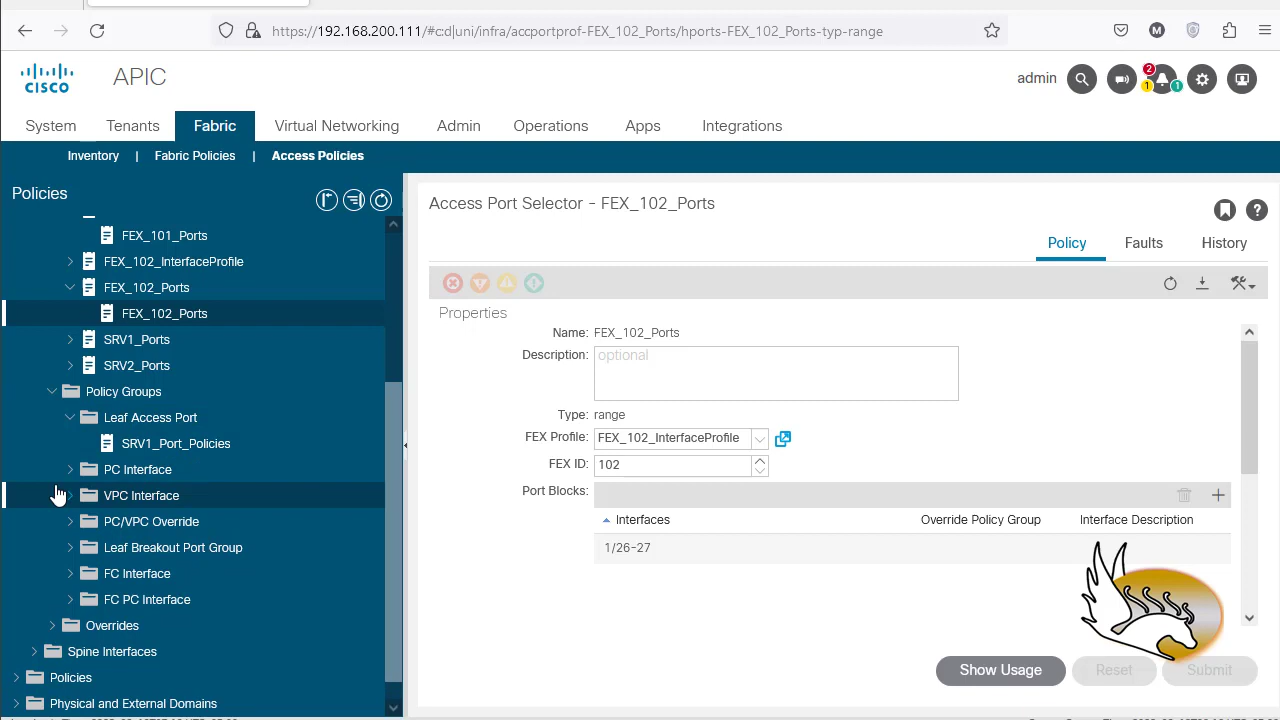 https://192.168.200.111/#c:d|uni/infra/accportprof-FEX_102_Ports/hports-FEX_102_Ports-typ-range
M
CISCO
APIC
admin
2
1
1
System
Tenants
Fabric
Virtual Networking
Admin
Operations
Apps
Integrations
Inventory | Fabric Policies | Access Policies
Policies
FEX_101_Ports
FEX_102_InterfaceProfile
FEX_102_Ports
FEX_102_Ports
SRV1_Ports
SRV2_Ports
Policy Groups
Leaf Access Port
SRV1_Port_Policies
PC Interface
VPC Interface
PC/VPC Override
Leaf Breakout Port Group
FC Interface
FC PC Interface
Overrides
Spine Interfaces
Policies
Physical and External Domains
Access Port Selector - FEX_102_Ports
Policy
Faults
History
Properties
Name: FEX_102_Ports
Description: optional
Type: range
FEX Profile: FEX_102_InterfaceProfile
FEX ID: 102
Port Blocks:
Interfaces
Override Policy Group
Interface Description
1/26-27
Show Usage
Reset
Submit